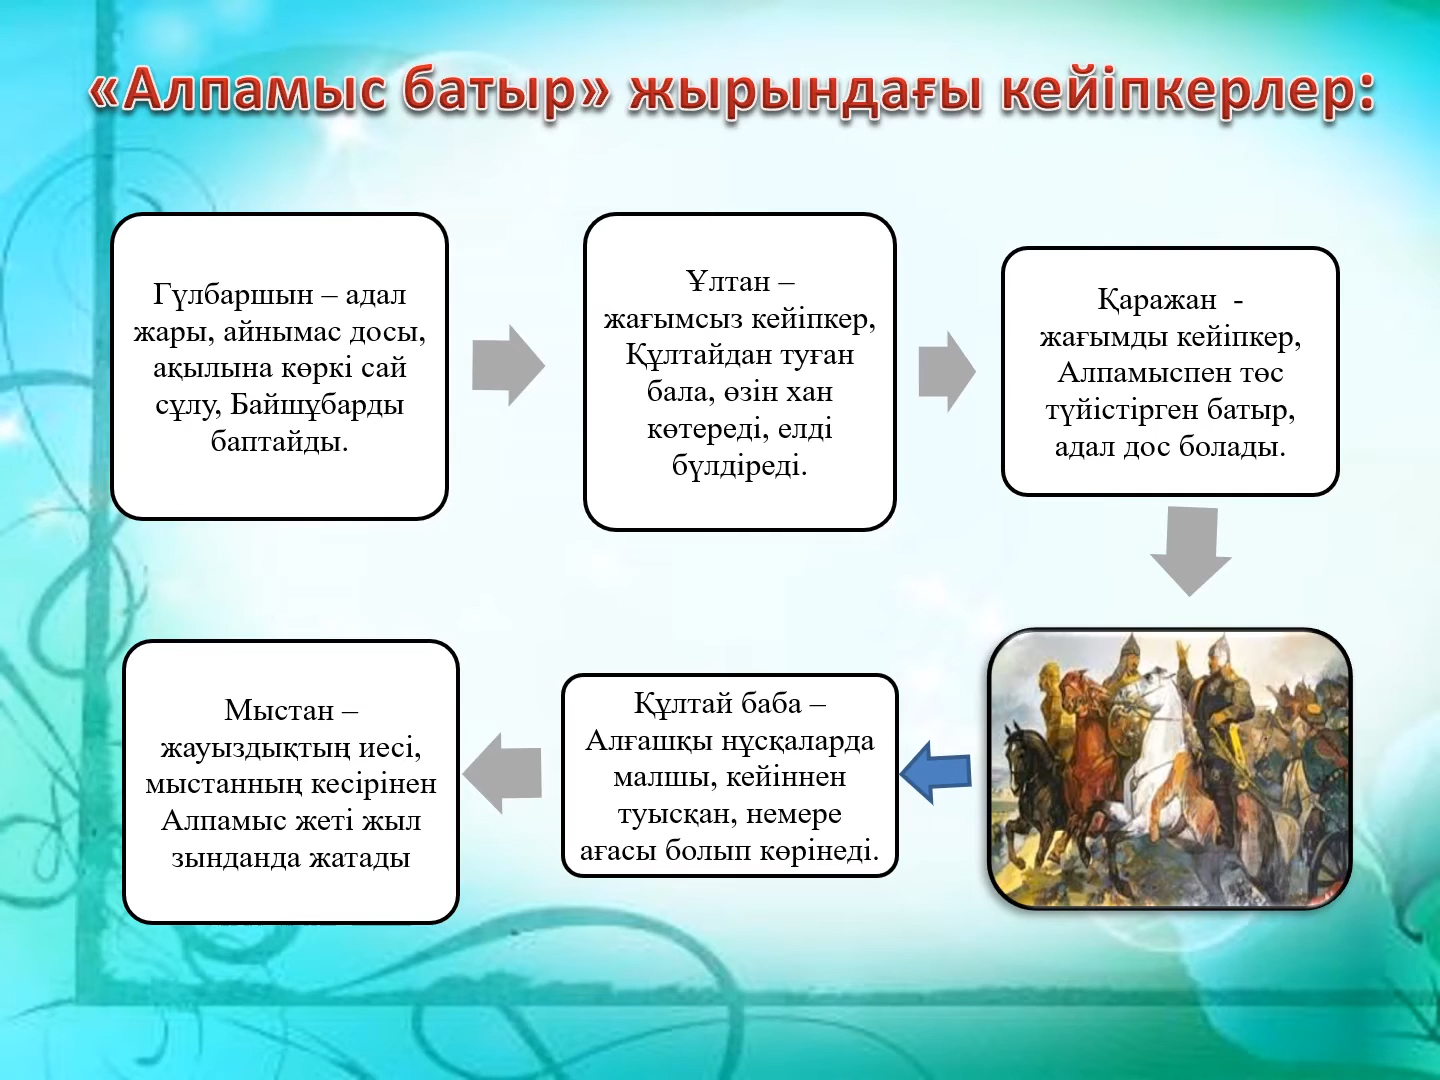 «Алпамыс батыр» жырындағы кейіпкерлер:
Гүлбаршын – адал
жары, айнымас досы,
ақылына көркі сай
сұлу, Байшұбарды
баптайды.
Ұлтан –
жағымсыз кейіпкер,
Құлтайдан туған
бала, өзін хан
көтереді, елді
бүлдіреді.
Қаражан  -
жағымды кейіпкер,
Алпамыспен төс
түйістірген батыр,
адал дос болады.
Құлтай баба –
Алғашқы нұсқаларда
малшы, кейіннен
туысқан, немере
ағасы болып көрінеді.
Мыстан –
жауыздықтың иесі,
мыстанның кесірінен
Алпамыс жеті жыл
зынданда жатады